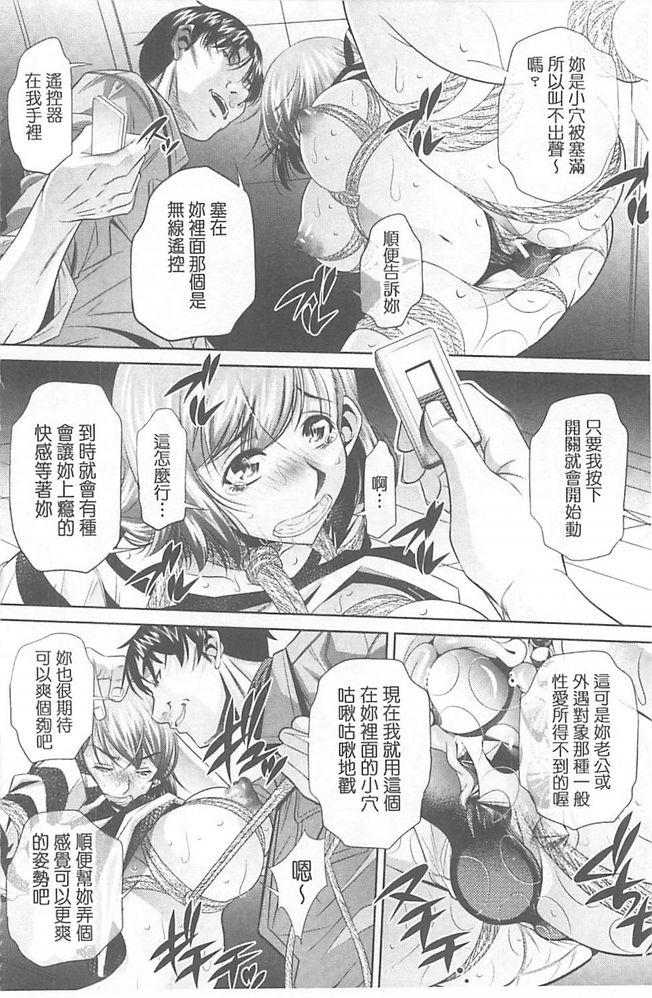 妳是小穴被塞滿
所以叫不出聲～
嗎？
遙控器
在我手裡
順便告訴妳
塞在
妳裡面那個是
無線遙控
只要我按下
開關就會開始動
啊…
這怎麼行…
到時就會有種
會讓妳上癮的
快感等著妳
這可是妳老公或
外遇對象那種一般
性愛所得不到的喔
現在我就用這個
在妳裡面的小穴
咕啾咕啾地戳
嗯～
妳也很期待
可以爽個夠吧
順便幫妳弄個
感覺可以更爽
的姿勢吧